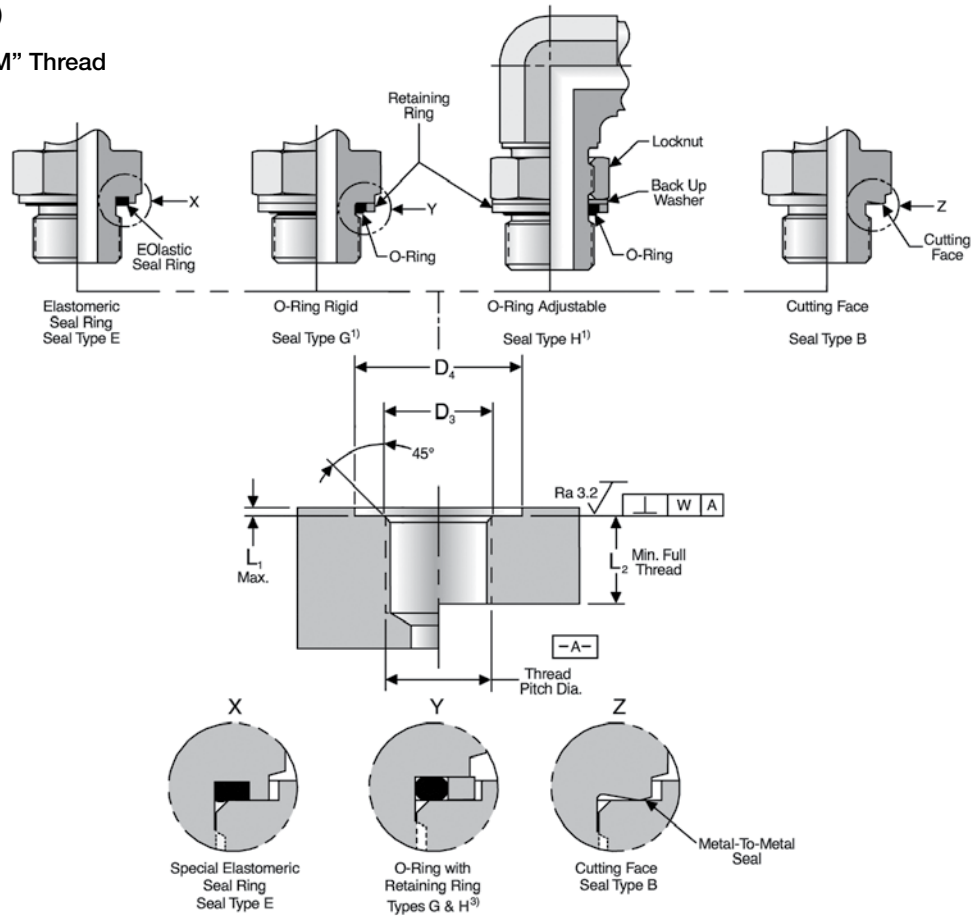 )
M” Thread
Retaining
Ring
Locknut
Back Up
Washer
X
Y
Z
EOlastic
Seal Ring
O-Ring
O-Ring
Cutting
Face
Elastomeric
Seal Ring
Seal Type E
O-Ring Rigid
Seal Type G¹⁾
O-Ring Adjustable
Seal Type H¹⁾
Cutting Face
Seal Type B
D₄
D₃
45°
Ra 3.2
⊥ W A
L₁
Max.
L₂
Min. Full
Thread
-A-
Thread
Pitch Dia.
X
Y
Z
Metal-To-Metal
Seal
Special Elastomeric
Seal Ring
Seal Type E
O-Ring with
Retaining Ring
Types G & H³⁾
Cutting Face
Seal Type B